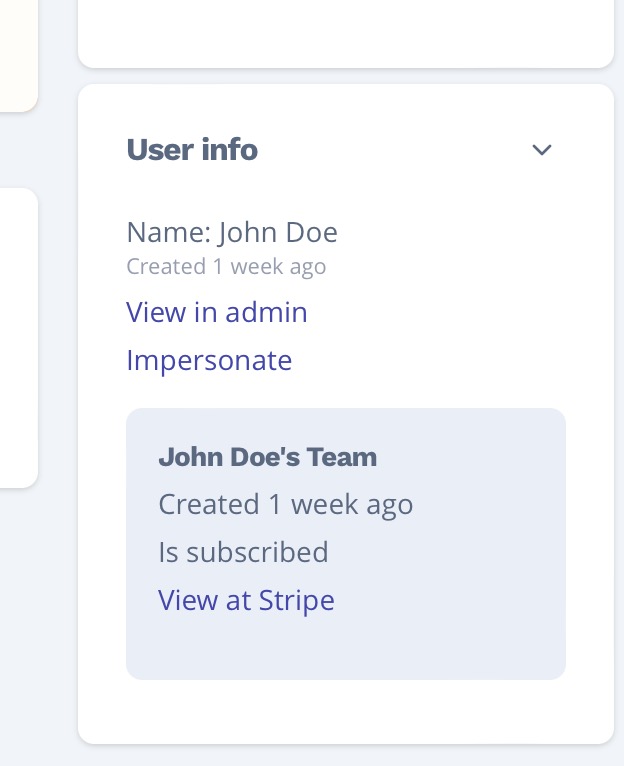 User info
Name: John Doe
Created 1 week ago
View in admin
Impersonate
John Doe's Team
Created 1 week ago
Is subscribed
View at Stripe